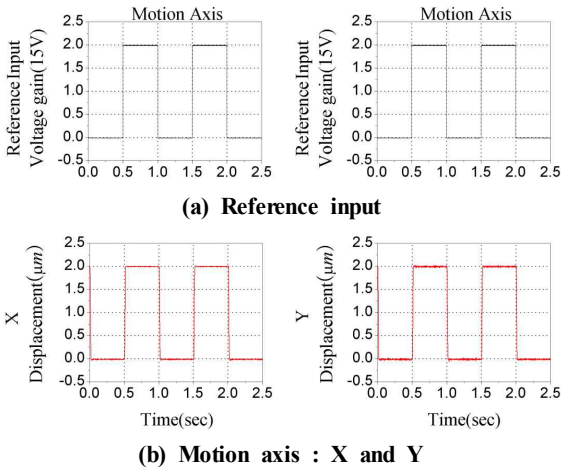 Motion Axis
Reference Input
Voltage gain(15V)
2.5
2.0
1.5
1.0
0.5
0.0
-0.5
0.0 0.5 1.0 1.5 2.0 2.5
Motion Axis
Reference Input
Voltage gain(15V)
2.5
2.0
1.5
1.0
0.5
0.0
-0.5
0.0 0.5 1.0 1.5 2.0 2.5
(a) Reference input
X
Displacement(μm)
2.5
2.0
1.5
1.0
0.5
0.0
-0.5
0.0 0.5 1.0 1.5 2.0 2.5
Time(sec)
Y
Displacement(μm)
2.5
2.0
1.5
1.0
0.5
0.0
-0.5
0.0 0.5 1.0 1.5 2.0 2.5
Time(sec)
(b) Motion axis : X and Y